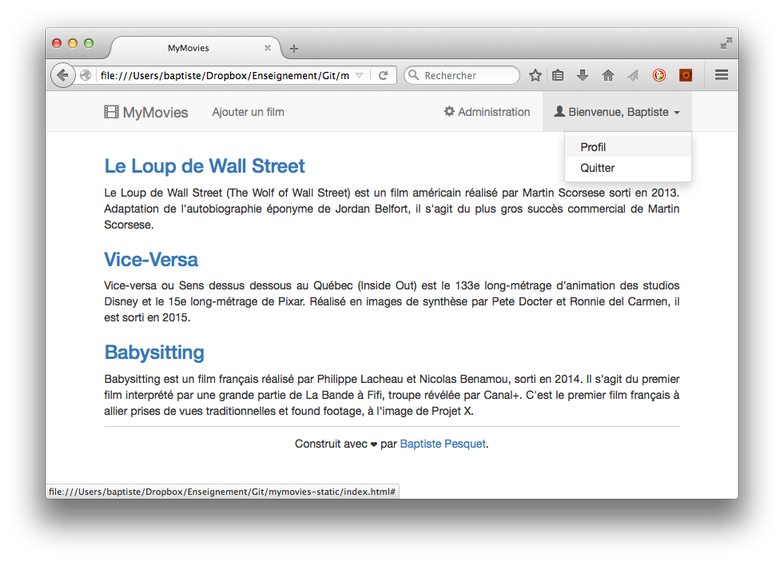 MyMovies
file:///Users/baptiste/Dropbox/Enseignement/Git/m
Rechercher
MyMovies Ajouter un film Administration Bienvenue, Baptiste
Profil
Quitter
Le Loup de Wall Street
Le Loup de Wall Street (The Wolf of Wall Street) est un film américain réalisé par Martin Scorsese sorti en 2013.
Adaptation de l'autobiographie éponyme de Jordan Belfort, il s'agit du plus gros succès commercial de Martin
Scorsese.
Vice-Versa
Vice-versa ou Sens dessus dessous au Québec (Inside Out) est le 133e long-métrage d'animation des studios
Disney et le 15e long-métrage de Pixar. Réalisé en images de synthèse par Pete Docter et Ronnie del Carmen, il
est sorti en 2015.
Babysitting
Babysitting est un film français réalisé par Philippe Lacheau et Nicolas Benamou, sorti en 2014. Il s'agit du premier
film interprété par une grande partie de La Bande à Fifi, troupe révélée par Canal+. C'est le premier film français à
allier prises de vues traditionnelles et found footage, à l'image de Projet X.
Construit avec ❤ par Baptiste Pesquet.
file:///Users/baptiste/Dropbox/Enseignement/Git/mymovies-static/index.html#